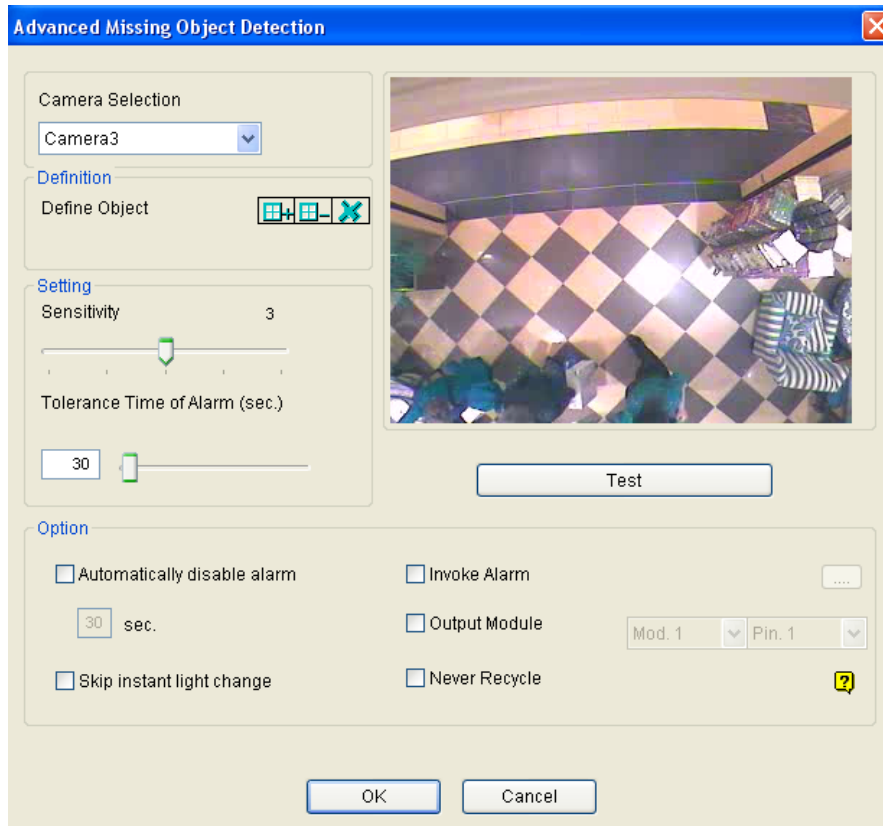 Advanced Missing Object Detection
Camera Selection
Camera3
Definition
Define Object
Setting
Sensitivity 3
Tolerance Time of Alarm (sec.)
30
Test
Option
Automatically disable alarm
30 sec.
Skip instant light change
Invoke Alarm
....
Output Module
Mod. 1
Pin. 1
Never Recycle
?
OK
Cancel